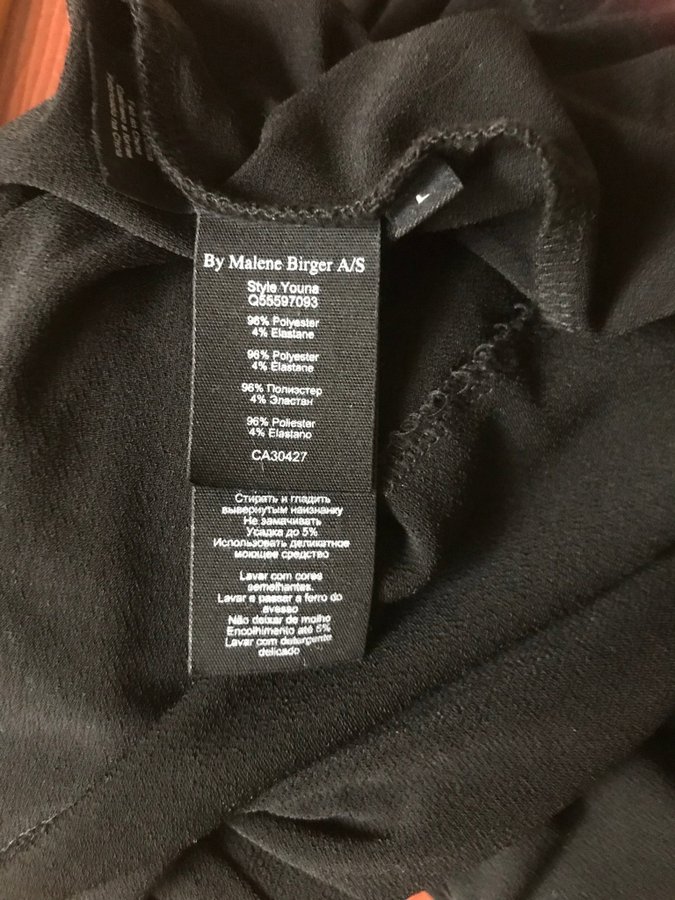 L
By Malene Birger A/S
Style Youna
Q55597093
96% Polyester
4% Elastane
96% Polyester
4% Elastane
96% Полиэстер
4% Эластан
96% Poliester
4% Elastano
CA30427
Стирать и гладить
вывернутым наизнанку
Не замачивать
Усадка до 5%
Использовать деликатное
моющее средство
Lavar com cores
semelhantes.
Lavar e passar a ferro do
avesso
Não deixar de molho
Encolhimento até 5%
Lavar com detergente
delicado